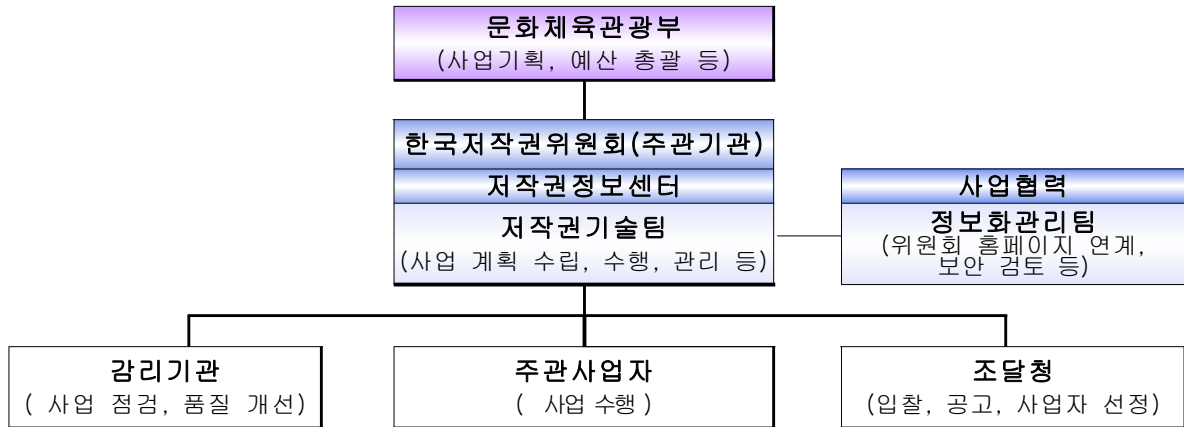 문화체육관광부
(사업기획, 예산 총괄 등)
한국저작권위원회(주관기관)
저작권정보센터
저작권기술팀
(사업 계획 수립, 수행, 관리 등)
사업협력
정보화관리팀
(위원회 홈페이지 연계,
보안 검토 등)
감리기관
( 사업 점검, 품질 개선)
주관사업자
( 사업 수행 )
조달청
(입찰, 공고, 사업자 선정)